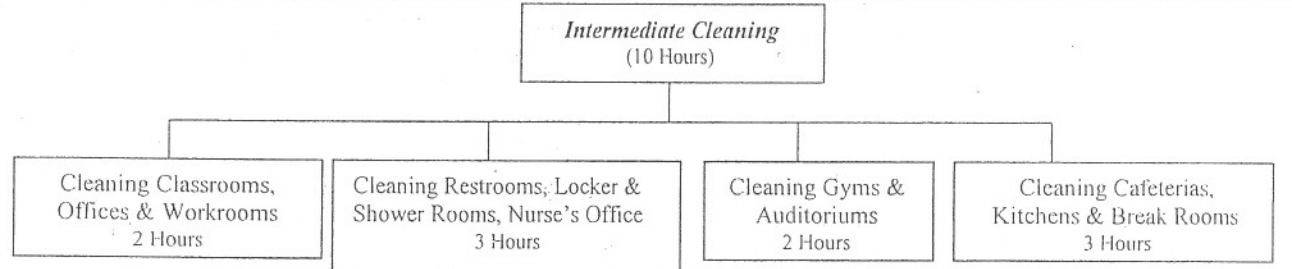 Intermediate Cleaning
(10 Hours)
Cleaning Classrooms,
Offices & Workrooms
2 Hours
Cleaning Restrooms, Locker &
Shower Rooms, Nurse's Office
3 Hours
Cleaning Gyms &
Auditoriums
2 Hours
Cleaning Cafeterias,
Kitchens & Break Rooms
3 Hours